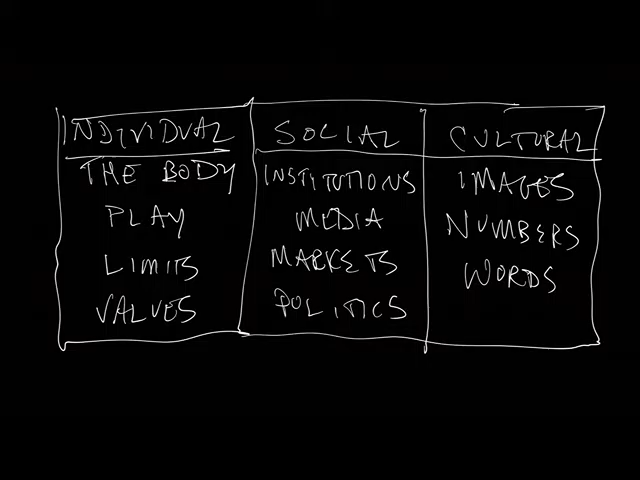 INDIVIDUAL SOCIAL CULTURAL
THE BODY INSTITUTIONS IMAGES
PLAY MEDIA NUMBERS
LIMITS MARKETS WORDS
VALUES POLITICS